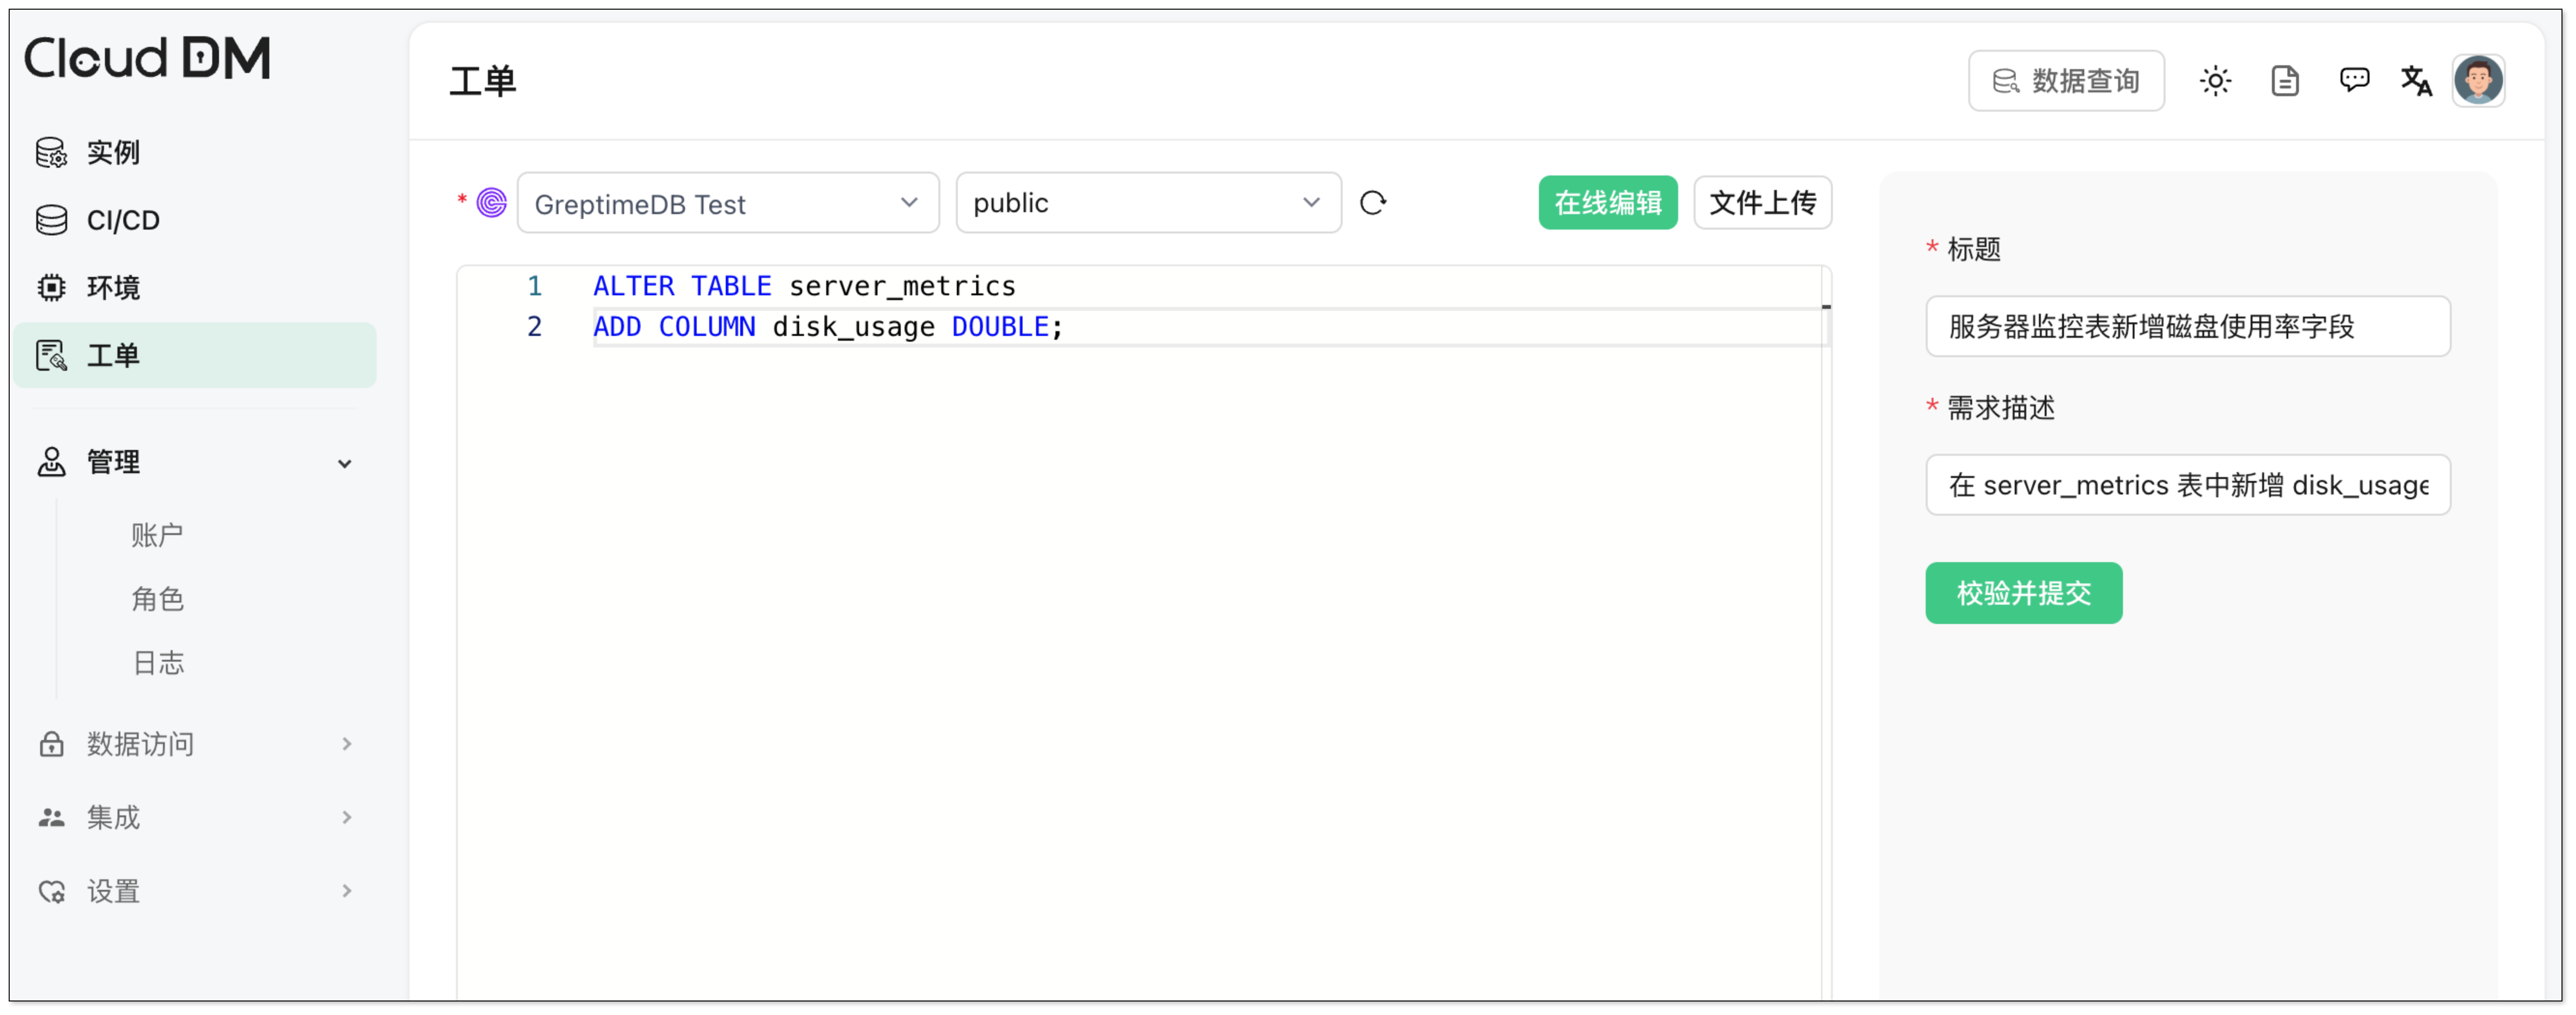 Cloud DM
实例
CI/CD
环境
工单
管理
账户
角色
日志
数据访问
集成
设置
工单
数据查询
* GreptimeDB Test
public
在线编辑
文件上传
1 ALTER TABLE server_metrics
2 ADD COLUMN disk_usage DOUBLE;
* 标题
服务器监控表新增磁盘使用率字段
* 需求描述
在 server_metrics 表中新增 disk_usage
校验并提交